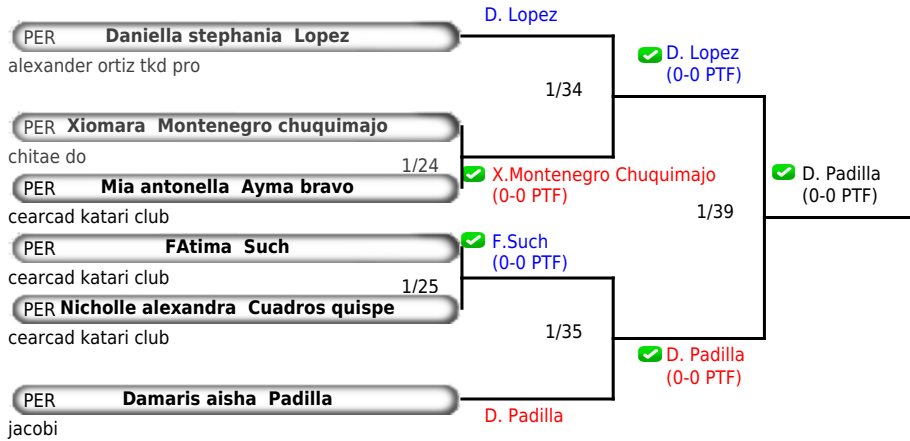 D. Lopez
PER Daniella stephania Lopez
alexander ortiz tkd pro
D. Lopez
(0-0 PTF)
1/34
PER Xiomara Montenegro chuquimajo
chitae do
1/24
X.Montenegro Chuquimajo
(0-0 PTF)
PER Mia antonella Ayma bravo
cearcad katari club
D. Padilla
(0-0 PTF)
1/39
PER FAtima Such
cearcad katari club
F.Such
(0-0 PTF)
1/25
PER Nicholle alexandra Cuadros quispe
cearcad katari club
1/35
D. Padilla
(0-0 PTF)
PER Damaris aisha Padilla
jacobi
D. Padilla